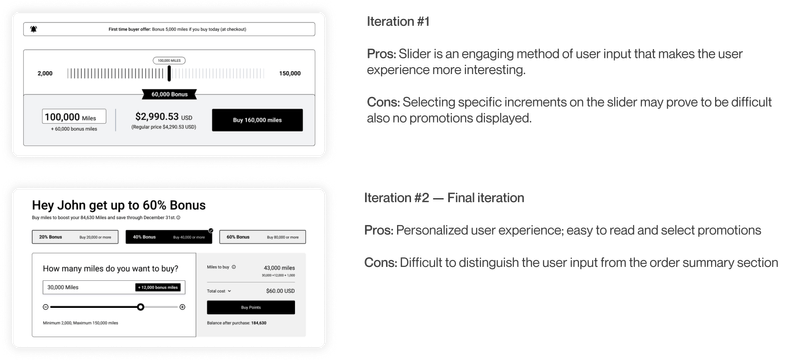 First time buyer offer: Bonus 5,000 miles if you buy today (at checkout)
100,000 MILES
2,000
150,000
60,000 Bonus
100,000 Miles
+ 60,000 bonus miles
$2,990.53 USD
(Regular price $4,290.53 USD)
Buy 160,000 miles
Iteration #1
Pros: Slider is an engaging method of user input that makes the user
experience more interesting.
Cons: Selecting specific increments on the slider may prove to be difficult
also no promotions displayed.
Hey John get up to 60% Bonus
Buy miles to boost your 84,630 Miles and save through December 31st.
20% Bonus Buy 20,000 or more
40% Bonus Buy 40,000 or more
60% Bonus Buy 80,000 or more
How many miles do you want to buy?
30,000 Miles
+ 12,000 bonus miles
Minimum 2,000, Maximum 150,000 miles
Miles to buy
43,000 miles
Total cost
$60.00 USD
Buy Points
Balance after purchase: 184,630
Iteration #2 — Final iteration
Pros: Personalized user experience; easy to read and select promotions
Cons: Difficult to distinguish the user input from the order summary section